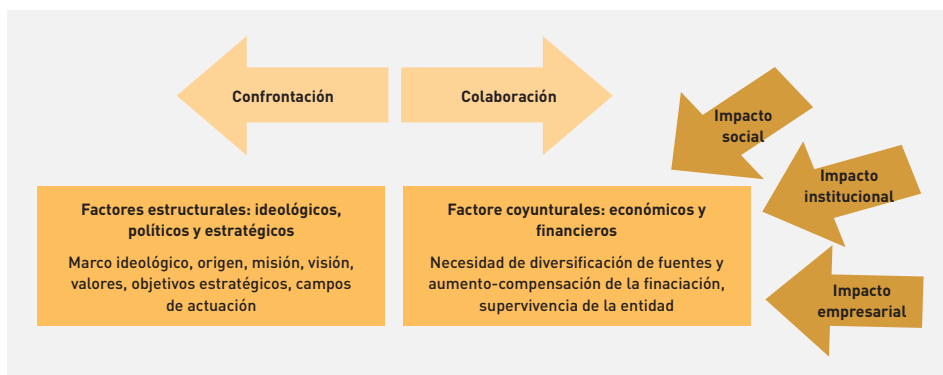 Confrontación
Colaboración
Impacto
social
Impacto
institucional
Impacto
empresarial
Factores estructurales: ideológicos,
políticos y estratégicos
Marco ideológico, origen, misión, visión,
valores, objetivos estratégicos, campos
de actuación
Factore coyunturales: económicos y
financieros
Necesidad de diversificación de fuentes y
aumento-compensación de la finaciación,
supervivencia de la entidad